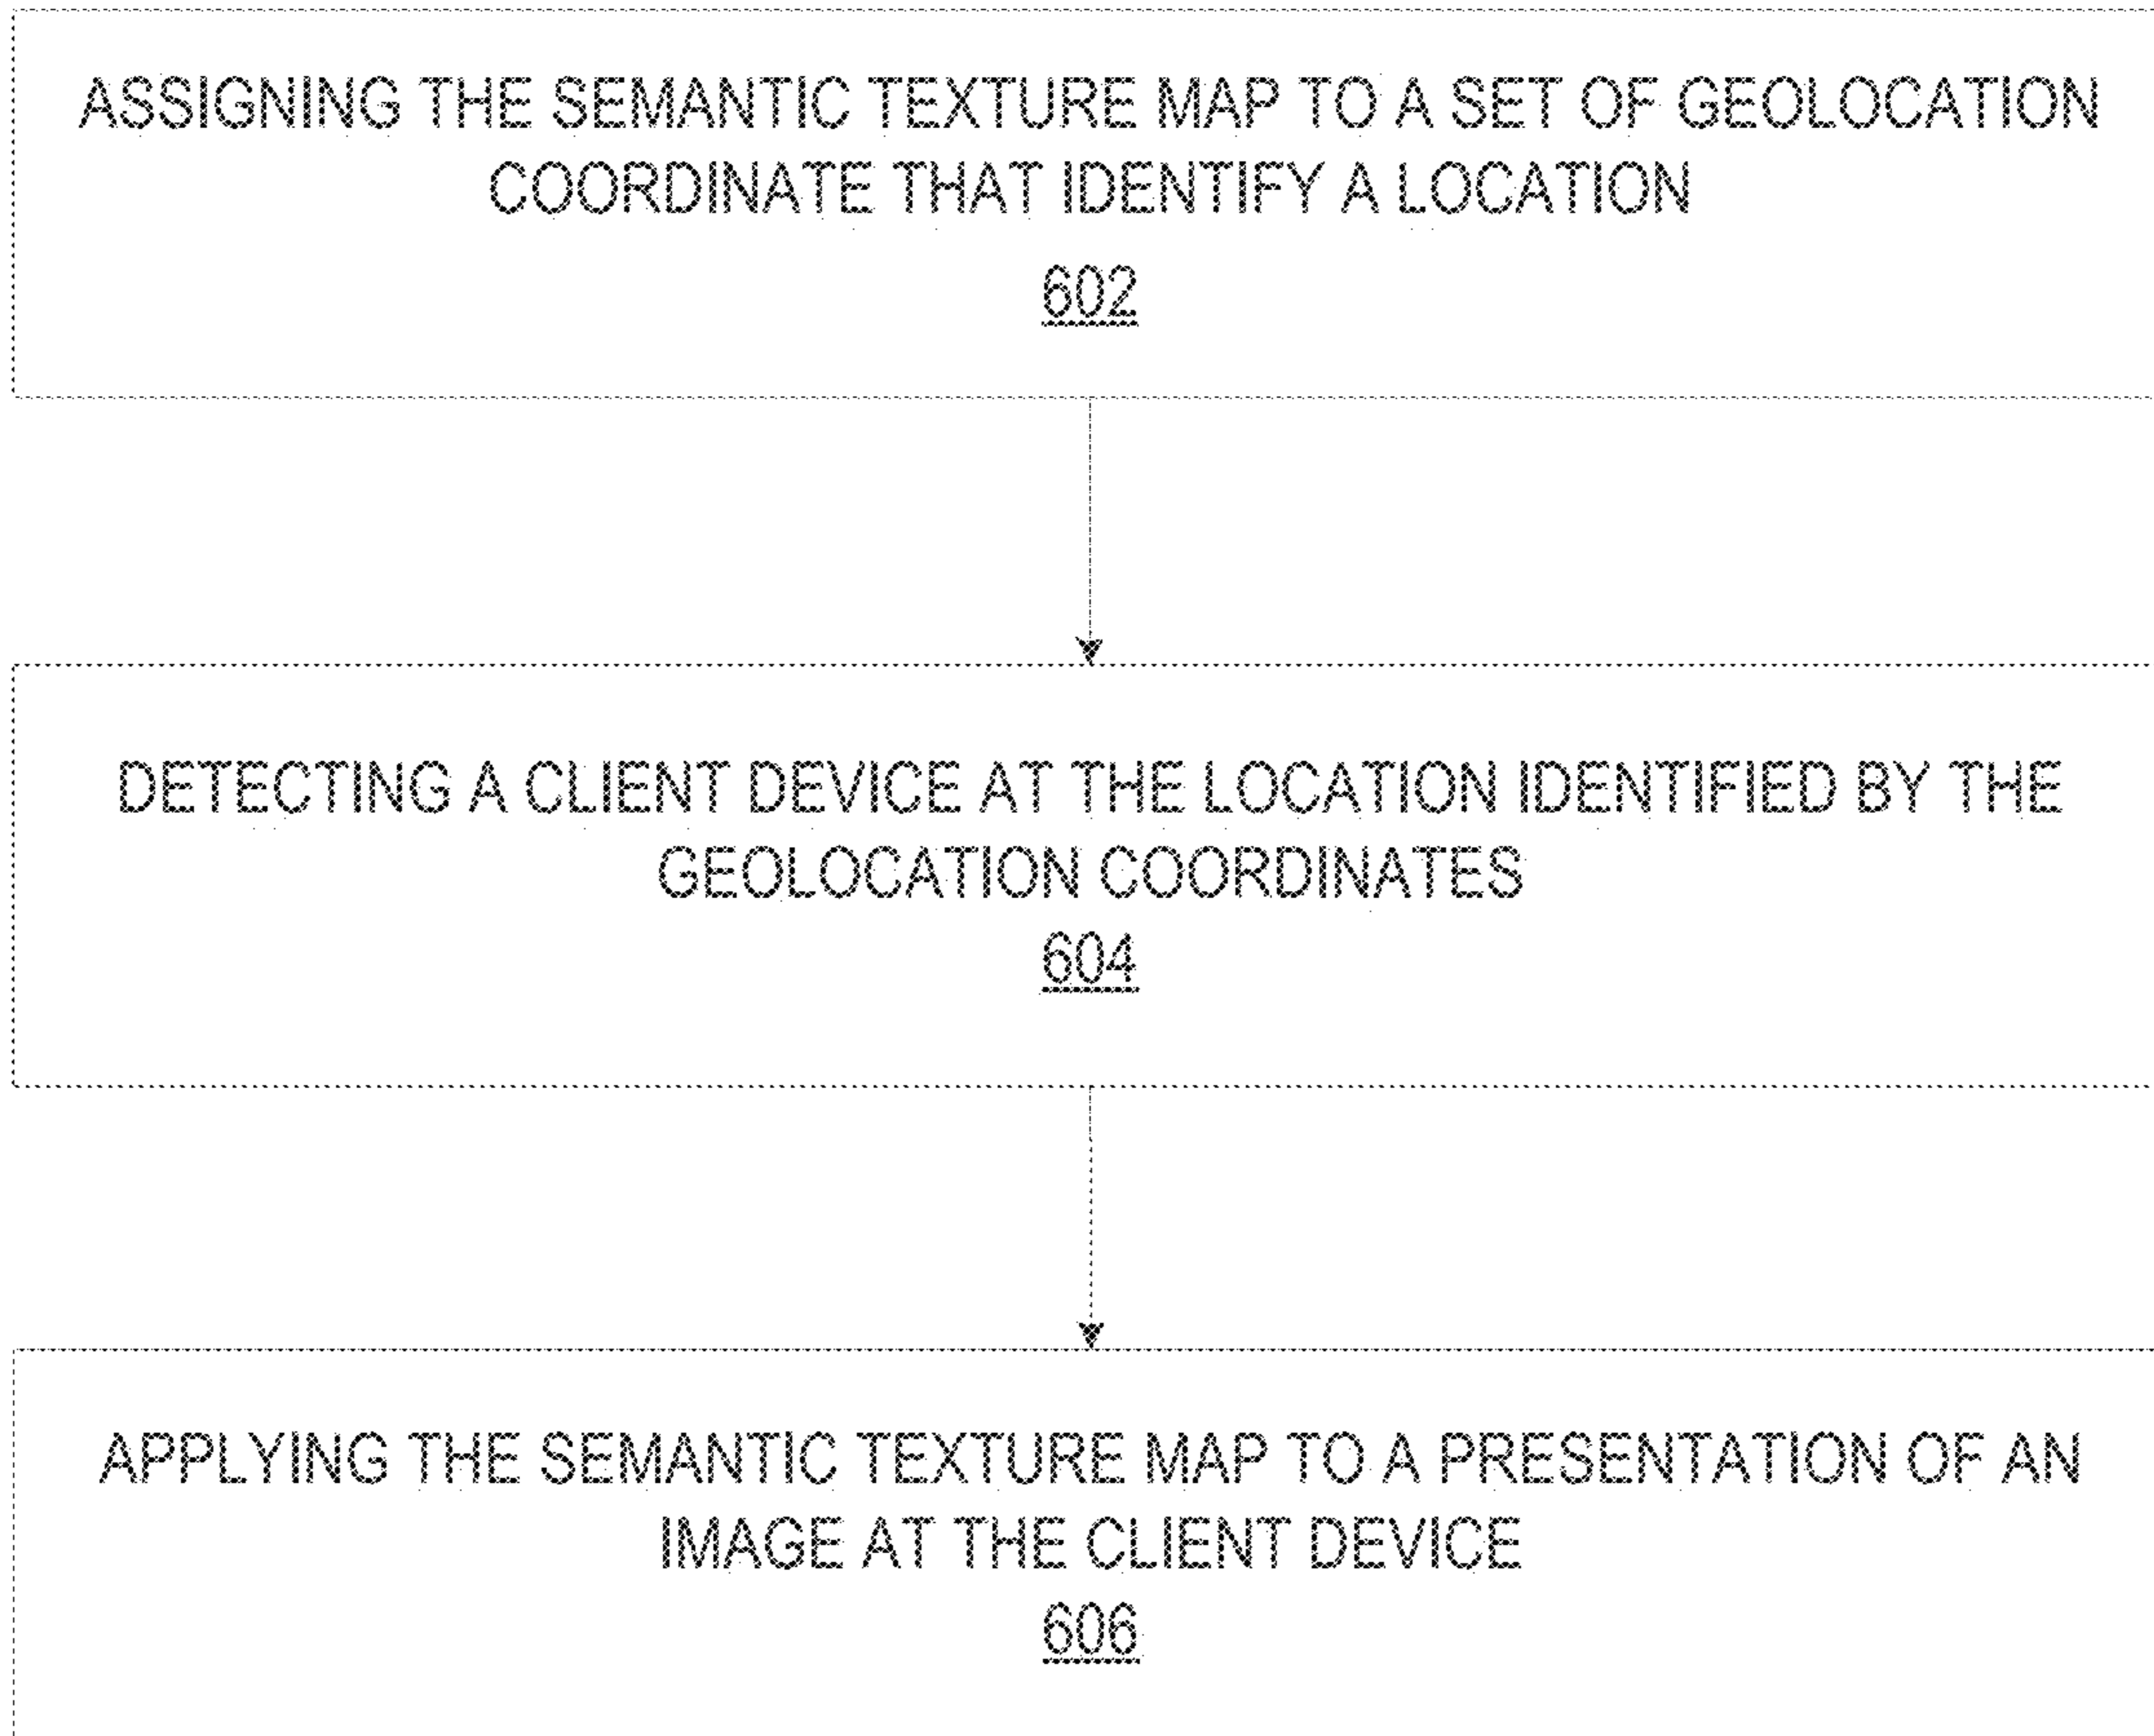 ASSIGNING THE SEMANTIC TEXTURE MAP TO A SET OF GEOLOCATION
COORDINATE THAT IDENTIFY A LOCATION
602
DETECTING A CLIENT DEVICE AT THE LOCATION IDENTIFIED BY THE
GEOLOCATION COORDINATES
604
APPLYING THE SEMANTIC TEXTURE MAP TO A PRESENTATION OF AN
IMAGE AT THE CLIENT DEVICE
606